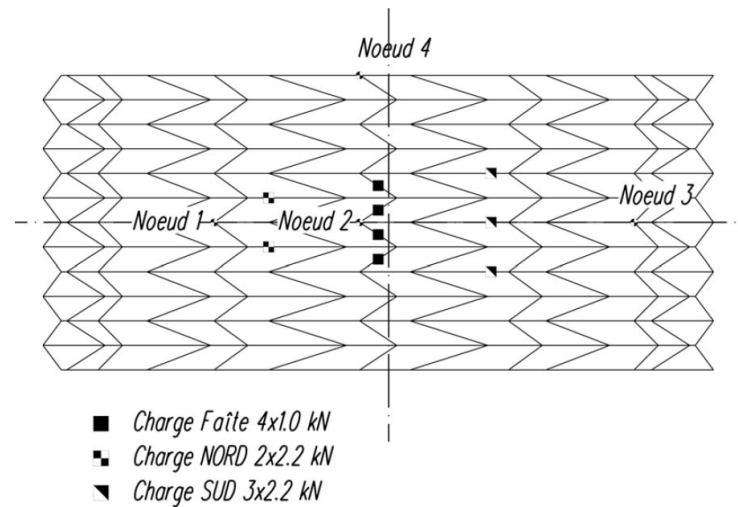 Noeud 4
Noeud 3
Noeud 1
Noeud 2
Charge Faîte 4x1.0 kN
Charge NORD 2x2.2 kN
Charge SUD 3x2.2 kN